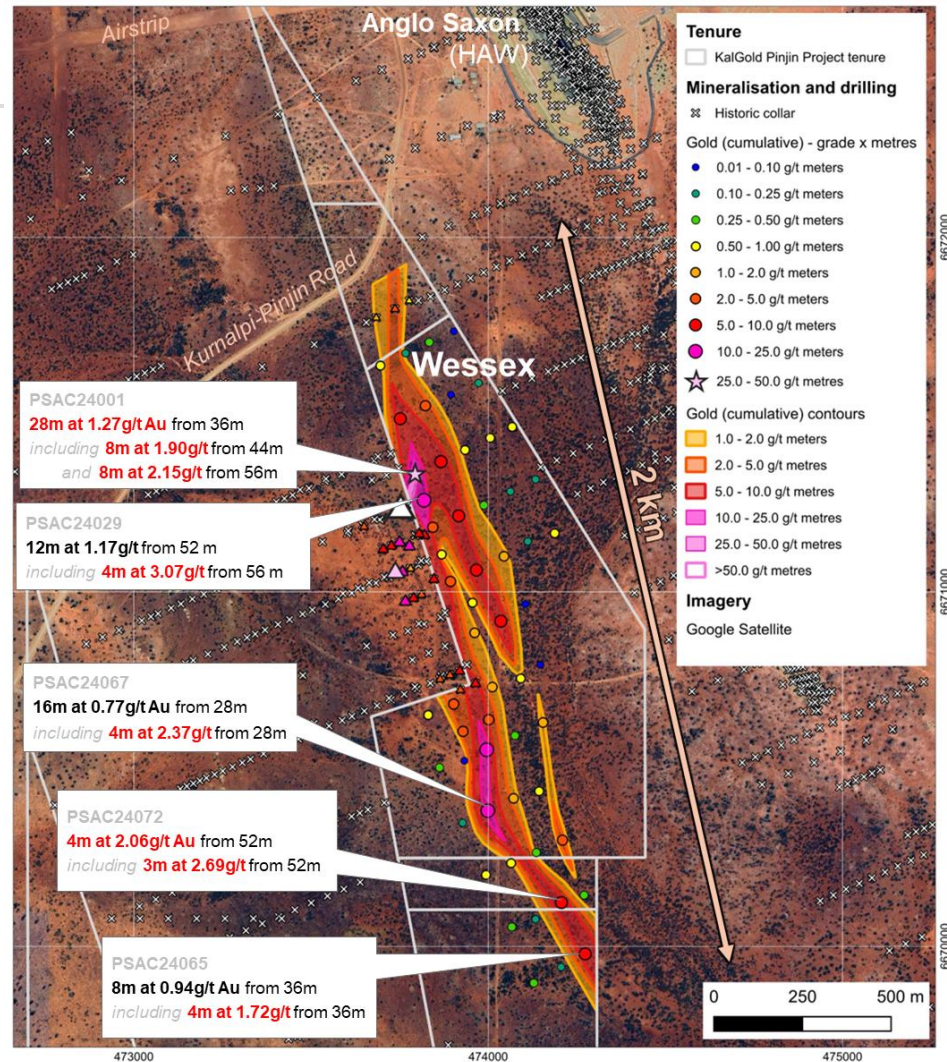 Airstrip
Anglo Saxon
(HAW)
Kurnalpi-Pinjin Road
Wessex
2 km
PSAC24001
28m at 1.27g/t Au from 36m
including 8m at 1.90g/t from 44m
and 8m at 2.15g/t from 56m
PSAC24029
12m at 1.17g/t from 52 m
including 4m at 3.07g/t from 56 m
PSAC24067
16m at 0.77g/t Au from 28m
including 4m at 2.37g/t from 28m
PSAC24072
4m at 2.06g/t Au from 52m
including 3m at 2.69g/t from 52m
PSAC24065
8m at 0.94g/t Au from 36m
including 4m at 1.72g/t from 36m
Tenure
KalGold Pinjin Project tenure
Mineralisation and drilling
Historic collar
Gold (cumulative) - grade x metres
0.01 - 0.10 g/t meters
0.10 - 0.25 g/t meters
0.25 - 0.50 g/t meters
0.50 - 1.00 g/t meters
1.0 - 2.0 g/t meters
2.0 - 5.0 g/t meters
5.0 - 10.0 g/t meters
10.0 - 25.0 g/t meters
25.0 - 50.0 g/t metres
Gold (cumulative) contours
1.0 - 2.0 g/t meters
2.0 - 5.0 g/t meters
5.0 - 10.0 g/t metres
10.0 - 25.0 g/t metres
25.0 - 50.0 g/t metres
>50.0 g/t metres
Imagery
Google Satellite
6672000
6671000
6670000
0 250 500 m
473000 474000 475000